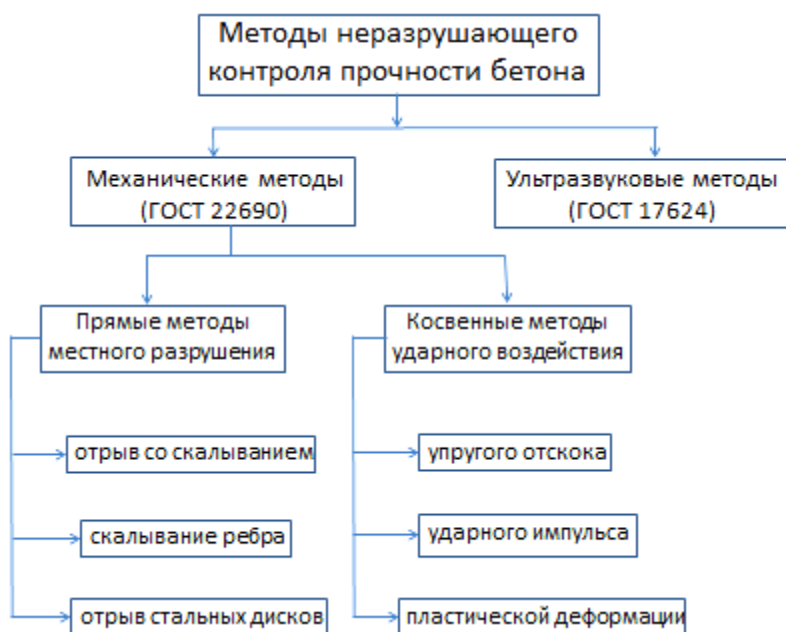 Методы неразрушающего
контроля прочности бетона
Механические методы
(ГОСТ 22690)
Ультразвуковые методы
(ГОСТ 17624)
Прямые методы
местного разрушения
Косвенные методы
ударного воздействия
отрыв со скалыванием
скалывание ребра
отрыв стальных дисков
упругого отскока
ударного импульса
пластической деформации